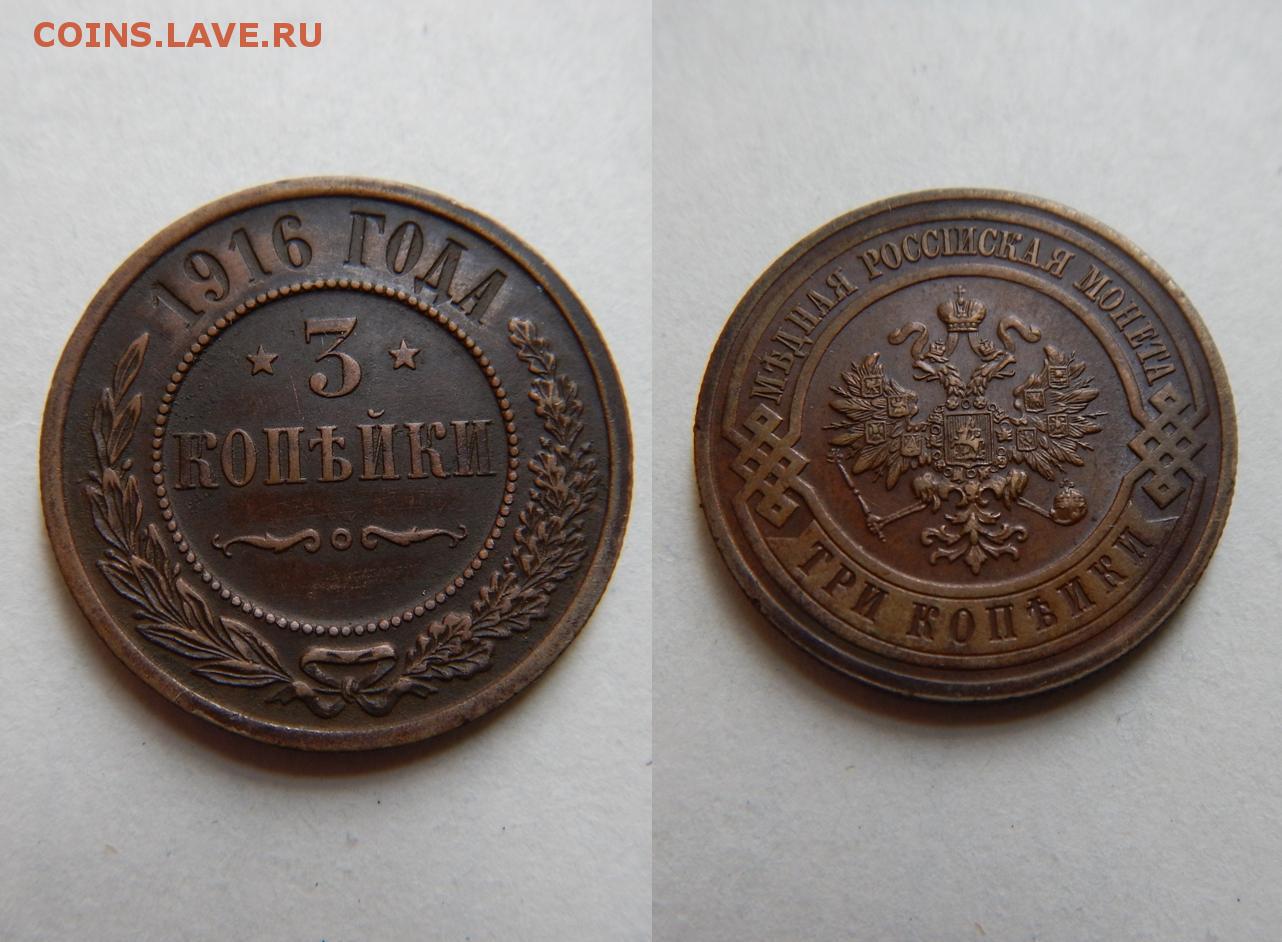 COINS.LAVE.RU
1916 ГОДА
3
КОПѢЙКИ
МѢДНАЯ РОССІЙСКАЯ МОНЕТА
ТРИ КОПѢЙКИ